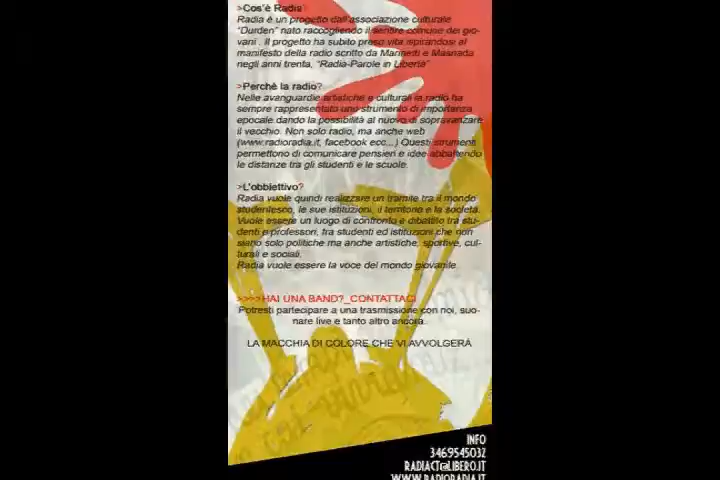 >Cos'è Radia?
Radia è un progetto dall'associazione culturale
"Durden" nato raccogliendo il sentire comune dei gio-
vani . Il progetto ha subito preso vita ispirandosi al
manifesto della radio scritto da Marinetti e Masnada
negli anni trenta, "Radia-Parole in Libertà"
>Perchè la radio?
Nelle avanguardie artistiche e culturali la radio ha
sempre rappresentato uno strumento di importanza
epocale dando la possibilità al nuovo di sopravanzare
il vecchio. Non solo radio, ma anche web
(www.radioradia.it, facebook ecc...) Questi strumenti
permettono di comunicare pensieri e idee abbattendo
le distanze tra gli studenti e le scuole.
>L'obbiettivo?
Radia vuole quindi realizzare un tramite tra il mondo
studentesco, le sue istituzioni, il territorio e la società.
Vuole essere un luogo di confronto e dibattito tra stu-
denti e professori, tra studenti ed istituzioni che non
siano solo politiche ma anche artistiche, sportive, cul-
turali e sociali.
Radia vuole essere la voce del mondo giovanile.
>>>>HAI UNA BAND?_CONTATTACI
Potresti partecipare a una trasmissione con noi, suo-
nare live e tanto altro ancora..
LA MACCHIA DI COLORE CHE VI AVVOLGERÀ
INFO
3469545032
RADIACT@LIBERO.IT
WWW.RADIORADIA.IT